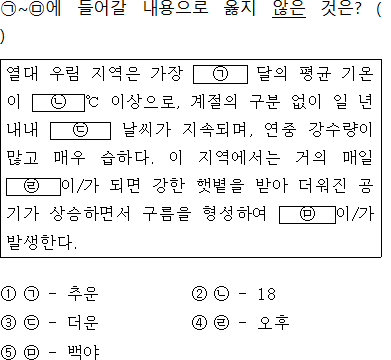 ㉠~㉤에 들어갈 내용으로 옳지 않은 것은? (
)
열대 우림 지역은 가장 ㉠ 달의 평균 기온
이 ㉡ ℃ 이상으로, 계절의 구분 없이 일 년
내내 ㉢ 날씨가 지속되며, 연중 강수량이
많고 매우 습하다. 이 지역에서는 거의 매일
㉣ 이/가 되면 강한 햇볕을 받아 더워진 공
기가 상승하면서 구름을 형성하여 ㉤ 이/가
발생한다.
① ㉠ - 추운 ② ㉡ - 18
③ ㉢ - 더운 ④ ㉣ - 오후
⑤ ㉤ - 백야